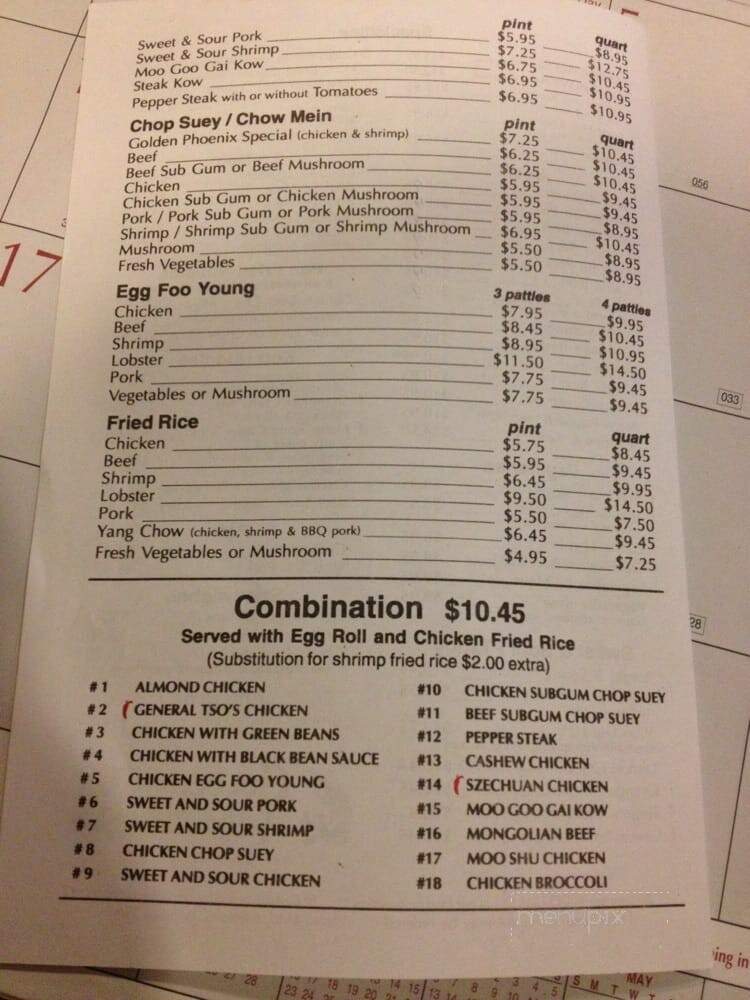 pint quart
Sweet & Sour Pork $5.95 $8.95
Sweet & Sour Shrimp $7.25 $12.75
Moo Goo Gai Kow $6.75 $10.45
Steak Kow $6.95 $10.95
Pepper Steak with or without Tomatoes $6.95 $10.95
Chop Suey / Chow Mein pint quart
Golden Phoenix Special (chicken & shrimp) $7.25 $10.45
Beef $6.25 $10.45
Beef Sub Gum or Beef Mushroom $6.25 $10.45
Chicken $5.95 $9.45
Chicken Sub Gum or Chicken Mushroom $5.95 $9.45
Pork / Pork Sub Gum or Pork Mushroom $5.95 $8.95
Shrimp / Shrimp Sub Gum or Shrimp Mushroom $6.95 $10.45
Mushroom $5.50 $8.95
Fresh Vegetables $5.50 $8.95
Egg Foo Young 3 patties 4 patties
Chicken $7.95 $9.95
Beef $8.45 $10.45
Shrimp $8.95 $10.95
Lobster $11.50 $14.50
Pork $7.75 $9.45
Vegetables or Mushroom $7.75 $9.45
Fried Rice pint quart
Chicken $5.75 $8.45
Beef $5.95 $9.45
Shrimp $6.45 $9.95
Lobster $9.50 $14.50
Pork $5.50 $7.50
Yang Chow (chicken, shrimp & BBQ pork) $6.45 $9.45
Fresh Vegetables or Mushroom $4.95 $7.25
Combination $10.45
Served with Egg Roll and Chicken Fried Rice
(Substitution for shrimp fried rice $2.00 extra)
#1 ALMOND CHICKEN
#2 GENERAL TSO'S CHICKEN
#3 CHICKEN WITH GREEN BEANS
#4 CHICKEN WITH BLACK BEAN SAUCE
#5 CHICKEN EGG FOO YOUNG
#6 SWEET AND SOUR PORK
#7 SWEET AND SOUR SHRIMP
#8 CHICKEN CHOP SUEY
#9 SWEET AND SOUR CHICKEN
#10 CHICKEN SUBGUM CHOP SUEY
#11 BEEF SUBGUM CHOP SUEY
#12 PEPPER STEAK
#13 CASHEW CHICKEN
#14 SZECHUAN CHICKEN
#15 MOO GOO GAI KOW
#16 MONGOLIAN BEEF
#17 MOO SHU CHICKEN
#18 CHICKEN BROCCOLI
menupix
17
056
033
28
ing in
MAY
S M T W